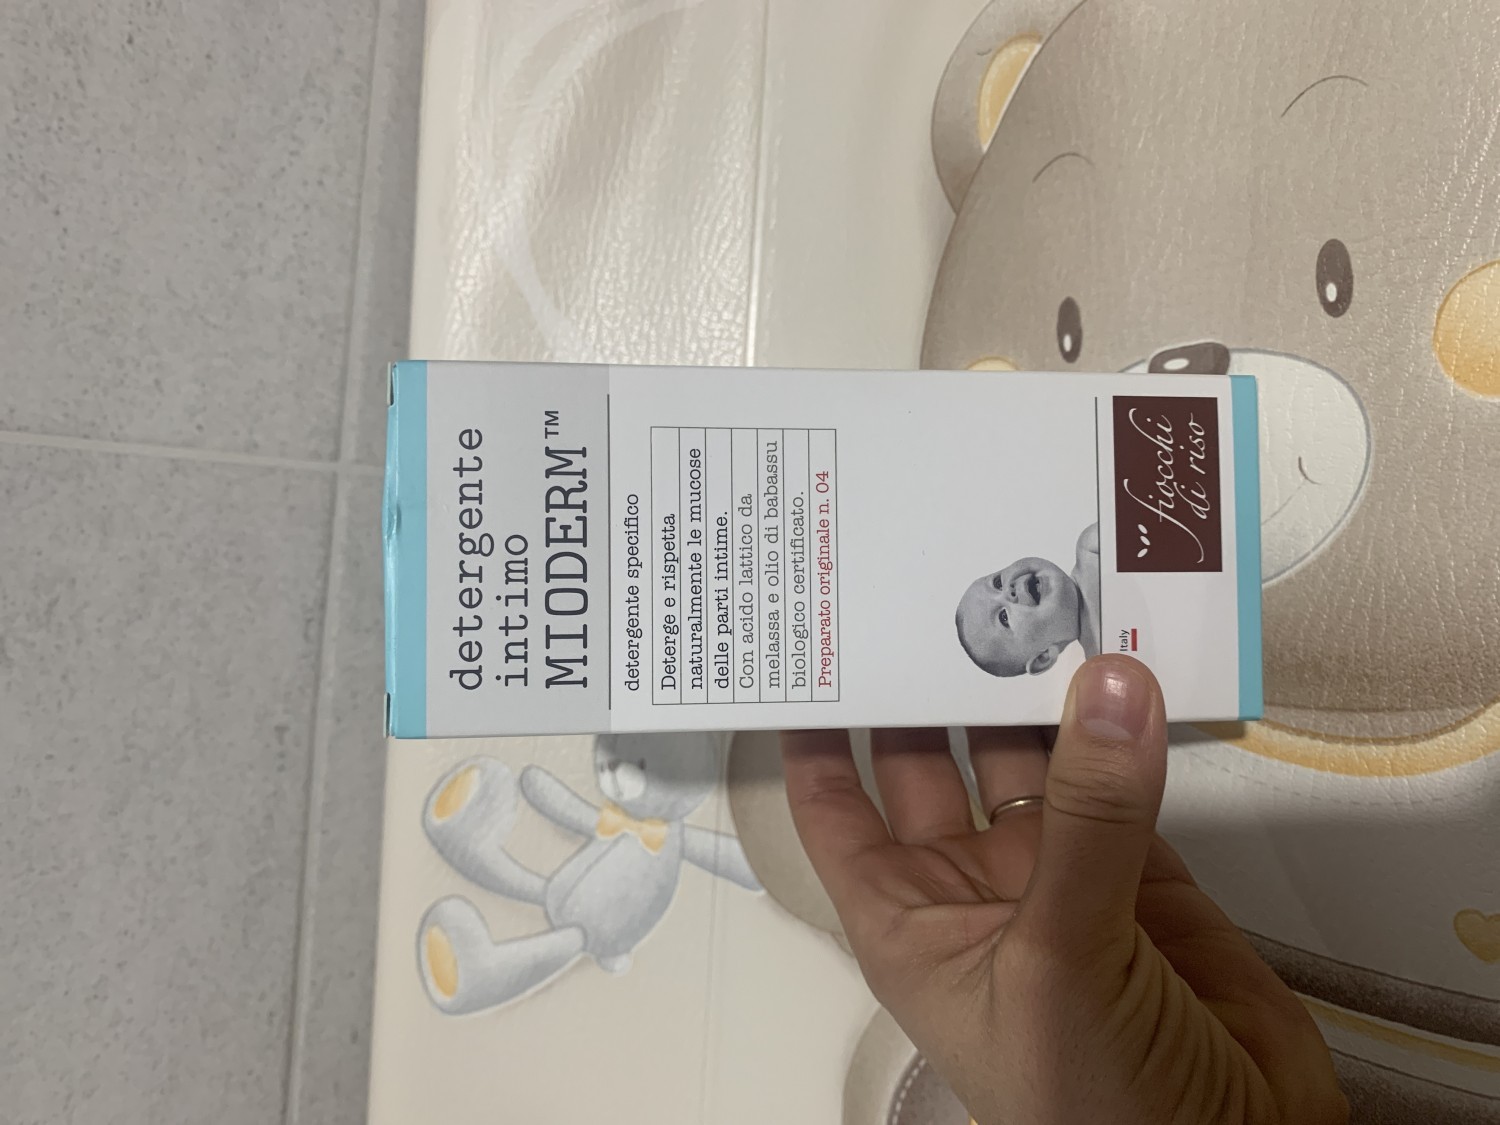 detergente
intimo
MIODERM™
detergente specifico
Deterge e rispetta
naturalmente le mucose
delle parti intime.
Con acido lattico da
melassa e olio di babassu
biologico certificato.
Preparato originale n. 04
fiocchi
di riso
Italy